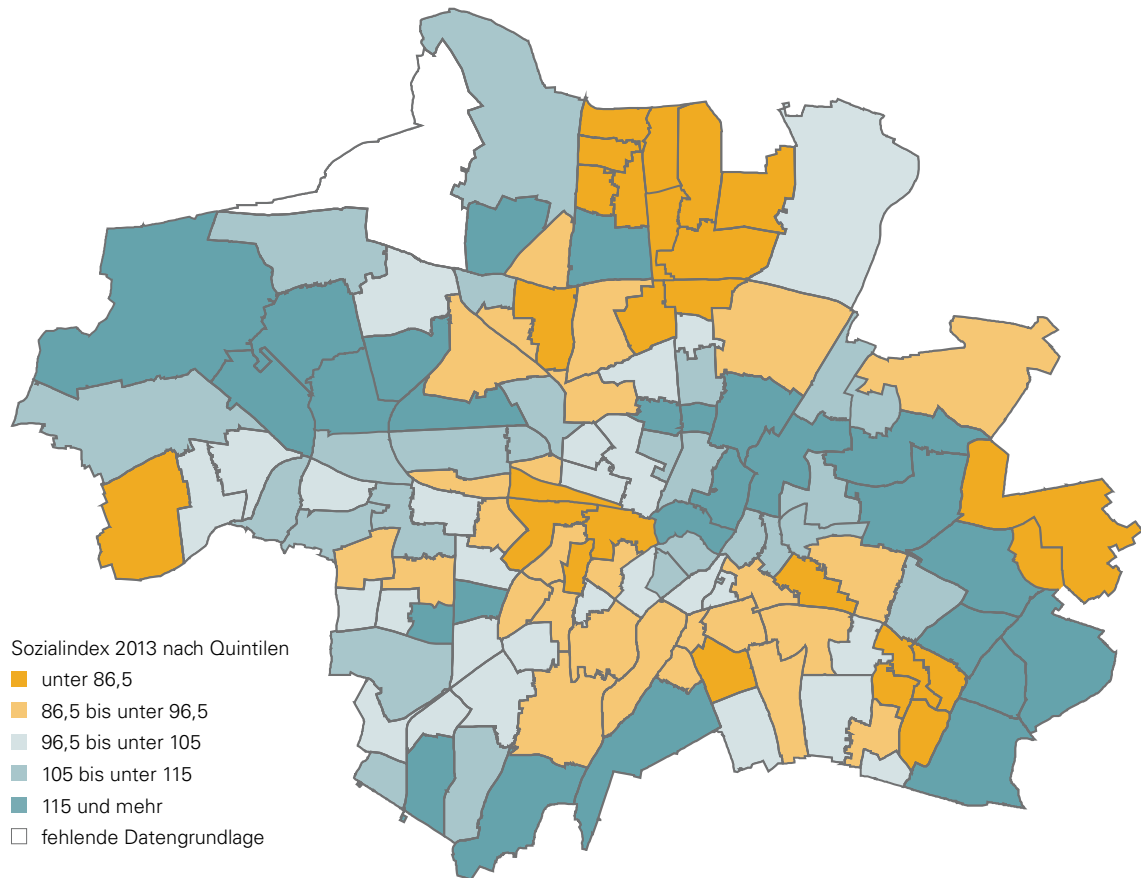 Sozialindex 2013 nach Quintilen
unter 86,5
86,5 bis unter 96,5
96,5 bis unter 105
105 bis unter 115
115 und mehr
fehlende Datengrundlage